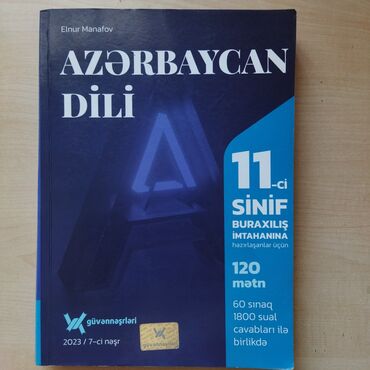 Elnur Manafov
AZƏRBAYCAN
DİLİ
11-ci
SİNİF
BURAXILIŞ
İMTAHANINA
hazırlaşanlar üçün
120
mətn
60 sınaq
1800 sual
cavabları ilə
birlikdə
güvənnəşrləri
2023 / 7-ci nəşr